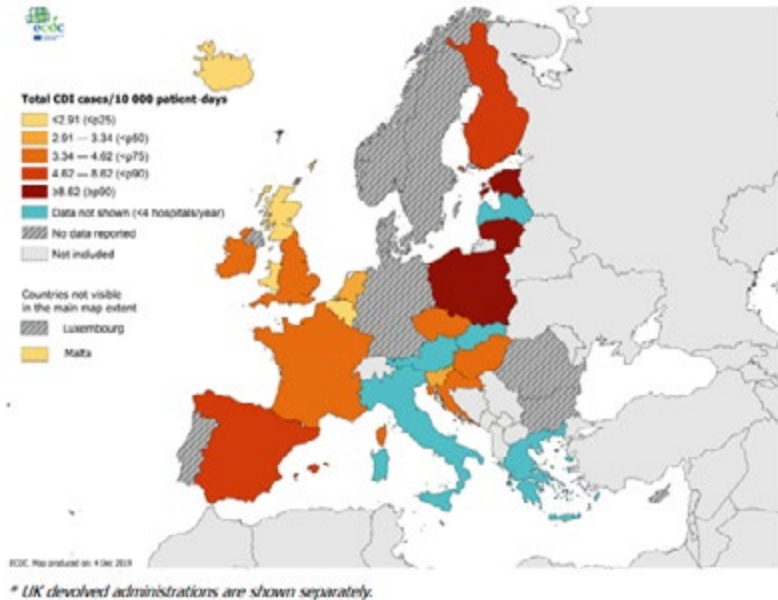 ecdc
Total CDI cases/10 000 patient-days
≤2.91 (<p25)
2.91 — 3.34 (<p50)
3.34 — 4.62 (<p75)
4.62 — 8.62 (<p90)
≥8.62 (≥p90)
Data not shown (<4 hospitals/year)
No data reported
Not included
Countries not visible
in the main map extent
Luxembourg
Malta
ECDC. Map produced on: 4 Dec 2019
* UK devolved administrations are shown separately.